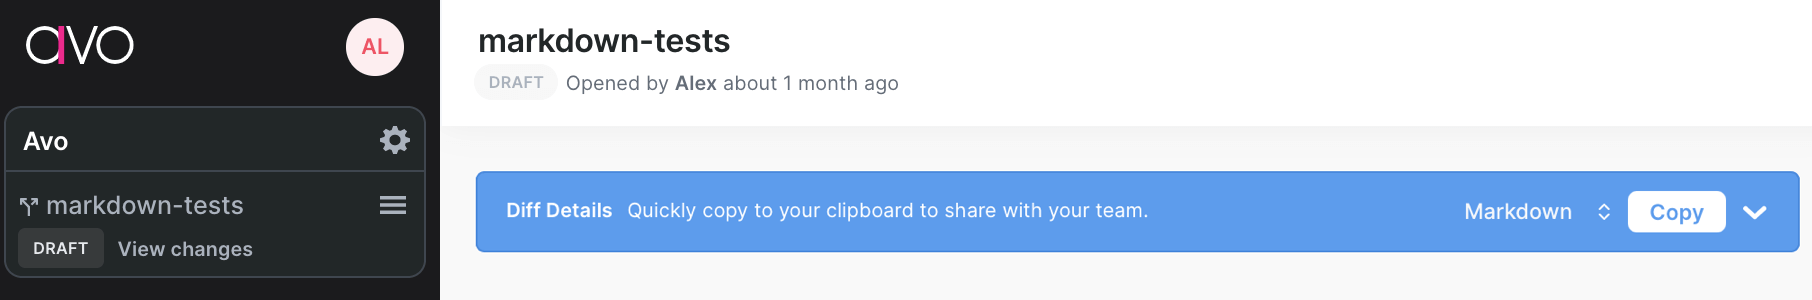 avo
AL
Avo
markdown-tests
DRAFT View changes
markdown-tests
DRAFT Opened by Alex about 1 month ago
Diff Details Quickly copy to your clipboard to share with your team. Markdown Copy